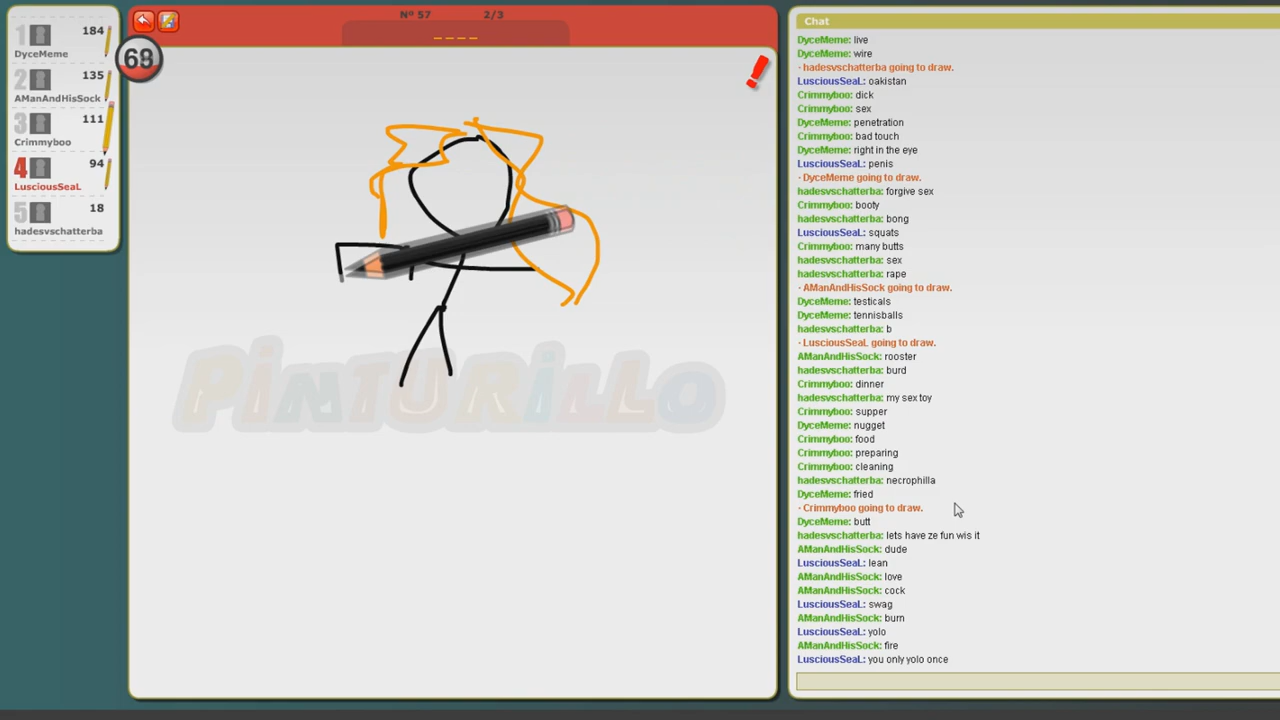 1 184
DyceMeme
2 135
AManAndHisSock
3 111
Crimmyboo
4 94
LusciousSeaL
5 18
hadesvschatterba
68
Nº 57 2/3
_ _ _ _
PINTURILLO
Chat
DyceMeme: live
DyceMeme: wire
· hadesvschatterba going to draw.
LusciousSeaL: oakistan
Crimmyboo: dick
Crimmyboo: sex
DyceMeme: penetration
Crimmyboo: bad touch
DyceMeme: right in the eye
LusciousSeaL: penis
· DyceMeme going to draw.
hadesvschatterba: forgive sex
Crimmyboo: booty
hadesvschatterba: bong
LusciousSeaL: squats
Crimmyboo: many butts
hadesvschatterba: sex
hadesvschatterba: rape
· AManAndHisSock going to draw.
DyceMeme: testicals
DyceMeme: tennisballs
hadesvschatterba: b
· LusciousSeaL going to draw.
AManAndHisSock: rooster
hadesvschatterba: burd
Crimmyboo: dinner
hadesvschatterba: my sex toy
Crimmyboo: supper
DyceMeme: nugget
Crimmyboo: food
Crimmyboo: preparing
Crimmyboo: cleaning
hadesvschatterba: necrophilla
DyceMeme: fried
· Crimmyboo going to draw.
DyceMeme: butt
hadesvschatterba: lets have ze fun wis it
AManAndHisSock: dude
LusciousSeaL: lean
AManAndHisSock: love
AManAndHisSock: cock
LusciousSeaL: swag
AManAndHisSock: burn
LusciousSeaL: yolo
AManAndHisSock: fire
LusciousSeaL: you only yolo once